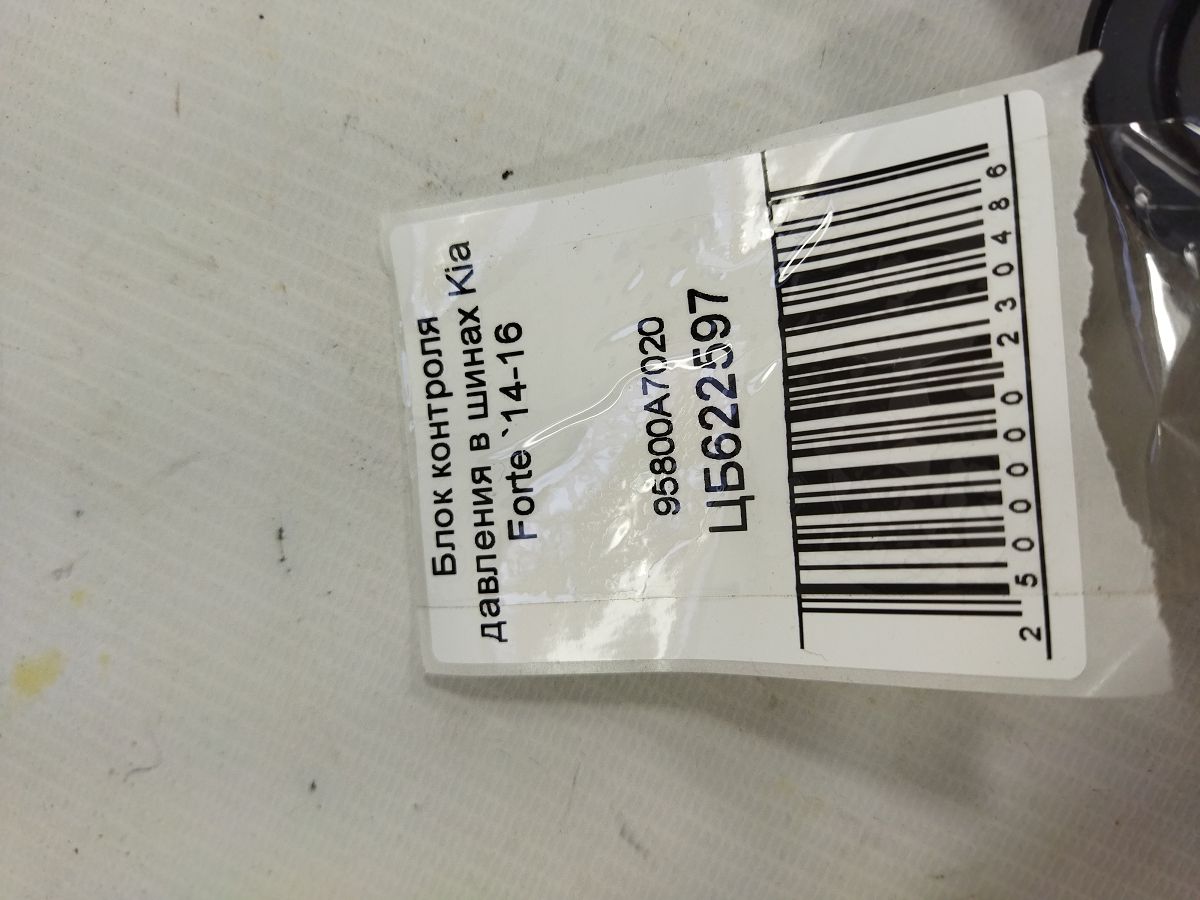 Блок контроля
давления в шинах Kia
Forte `14-16
95800A7020
ЦБ622597
2500000230486